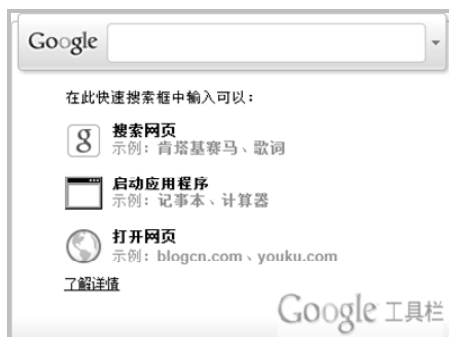 Google
在此快速搜索框中输入可以：
g
搜索网页
示例：肯塔基赛马、歌词
启动应用程序
示例：记事本、计算器
打开网页
示例：blogcn.com、youku.com
了解详情
Google 工具栏